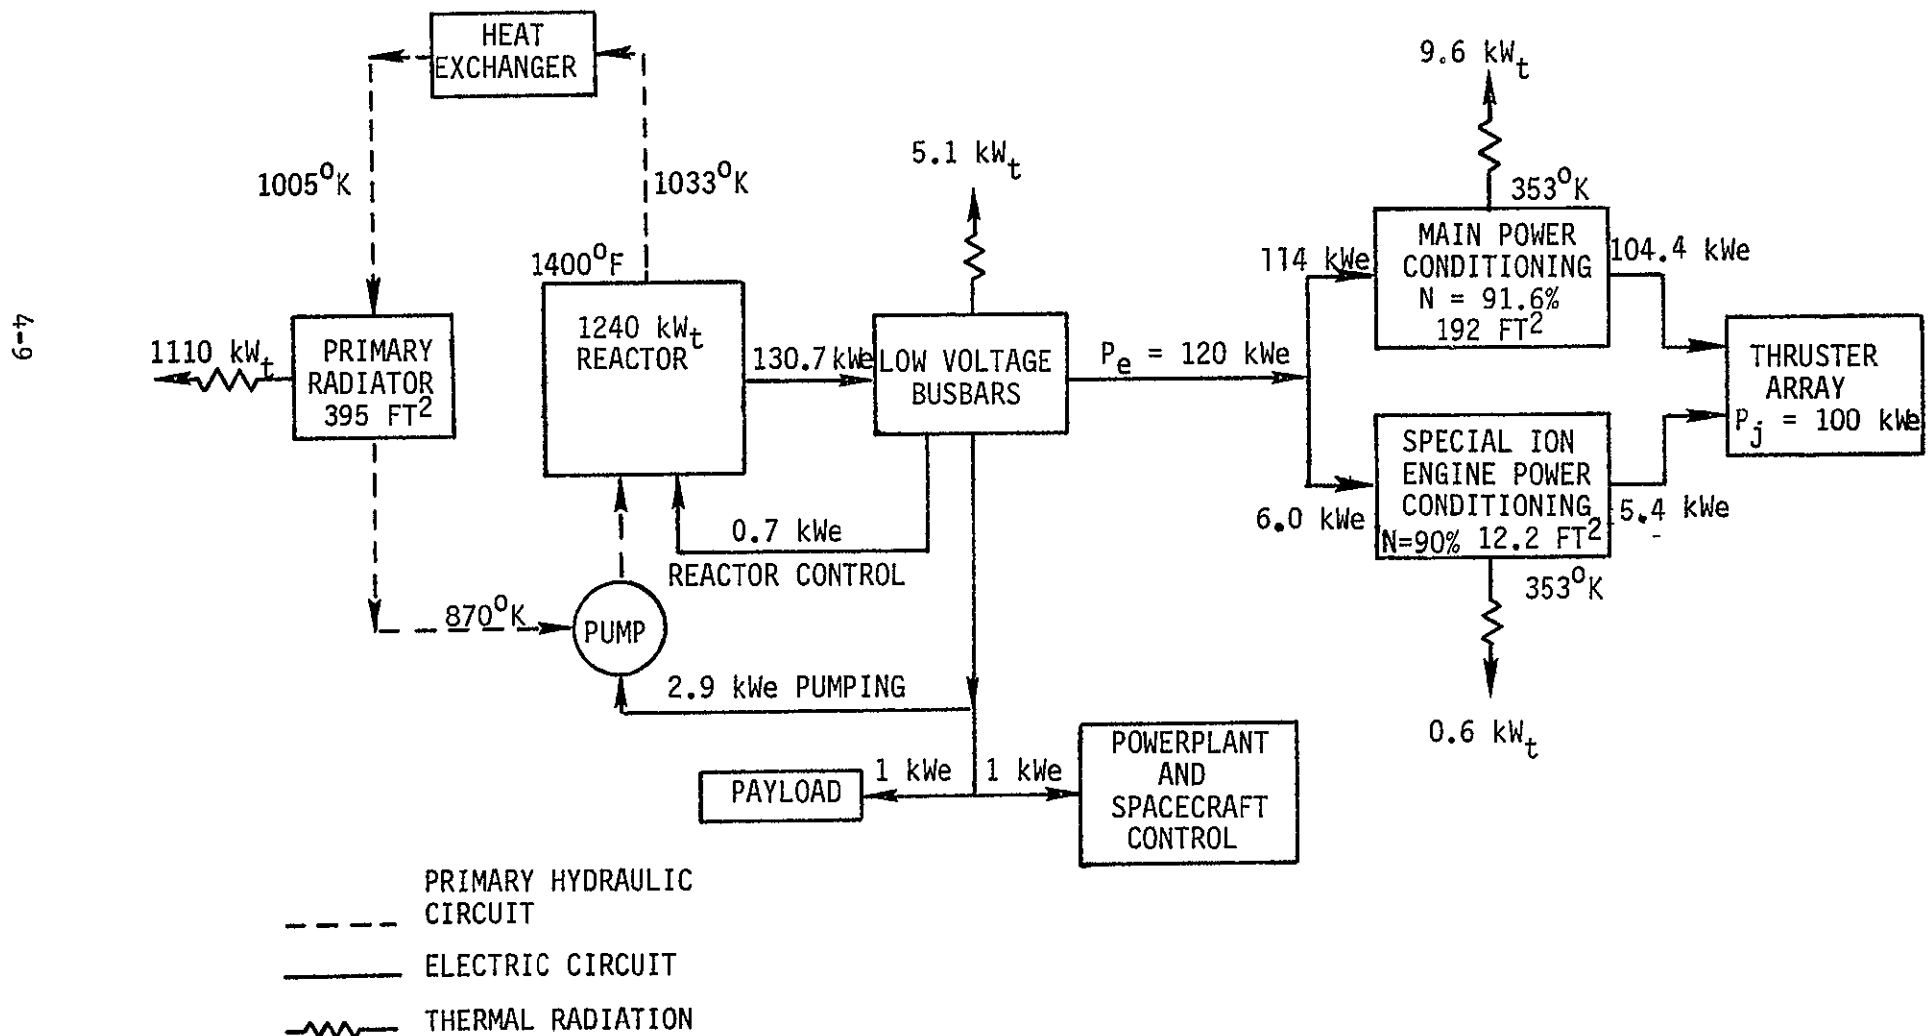 4-9
HEAT
EXCHANGER
1005°K
1033°K
1400°F
1240 kWt
REACTOR
1110 kWt
PRIMARY
RADIATOR
395 FT²
130.7 kWe
5.1 kWt
LOW VOLTAGE
BUSBARS
Pe = 120 kWe
9.6 kWt
353°K
114 kWe
MAIN POWER
CONDITIONING
N = 91.6%
192 FT²
104.4 kWe
THRUSTER
ARRAY
Pj = 100 kWe
6.0 kWe
SPECIAL ION
ENGINE POWER
CONDITIONING
N=90% 12.2 FT²
5.4 kWe
353°K
0.6 kWt
0.7 kWe
REACTOR CONTROL
870°K
PUMP
2.9 kWe PUMPING
PAYLOAD
1 kWe
1 kWe
POWERPLANT
AND
SPACECRAFT
CONTROL
PRIMARY HYDRAULIC
CIRCUIT
ELECTRIC CIRCUIT
THERMAL RADIATION